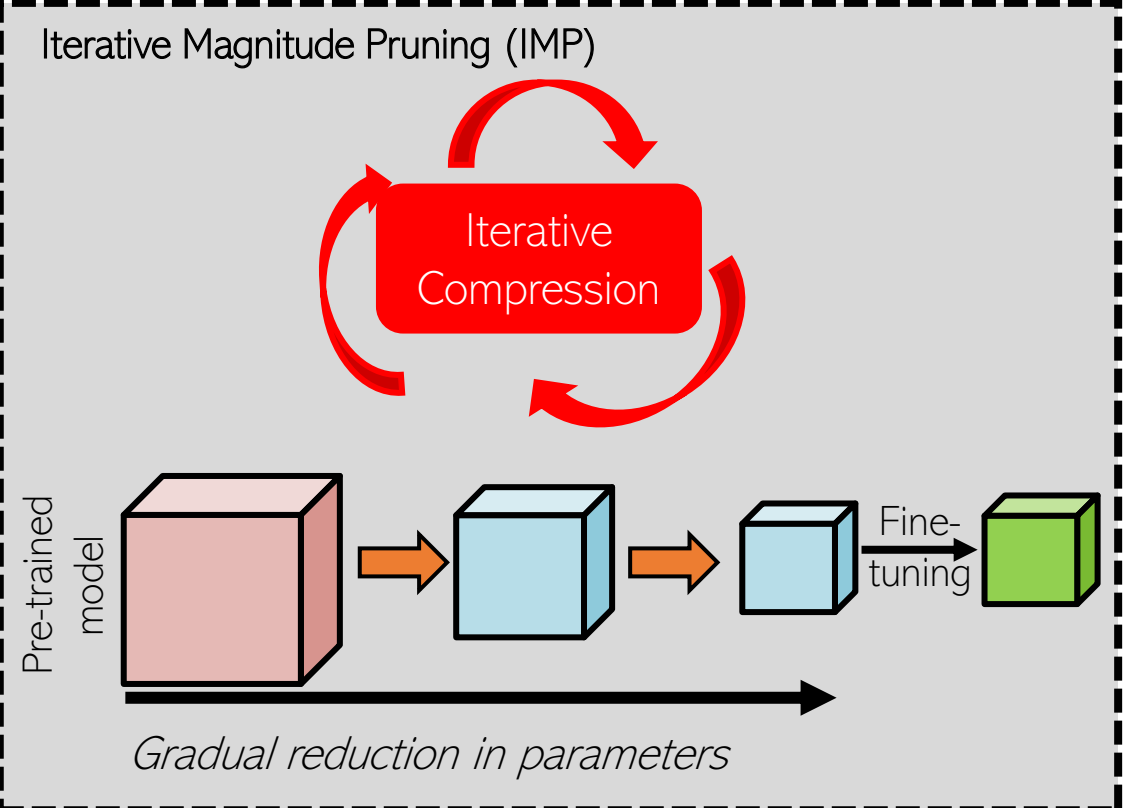 Iterative Magnitude Pruning (IMP)
Iterative
Compression
Pre-trained
model
Fine-
tuning
Gradual reduction in parameters